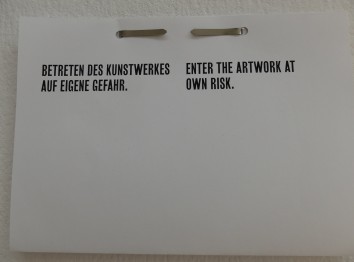 BETRETEN DES KUNSTWERKES
AUF EIGENE GEFAHR.
ENTER THE ARTWORK AT
OWN RISK.